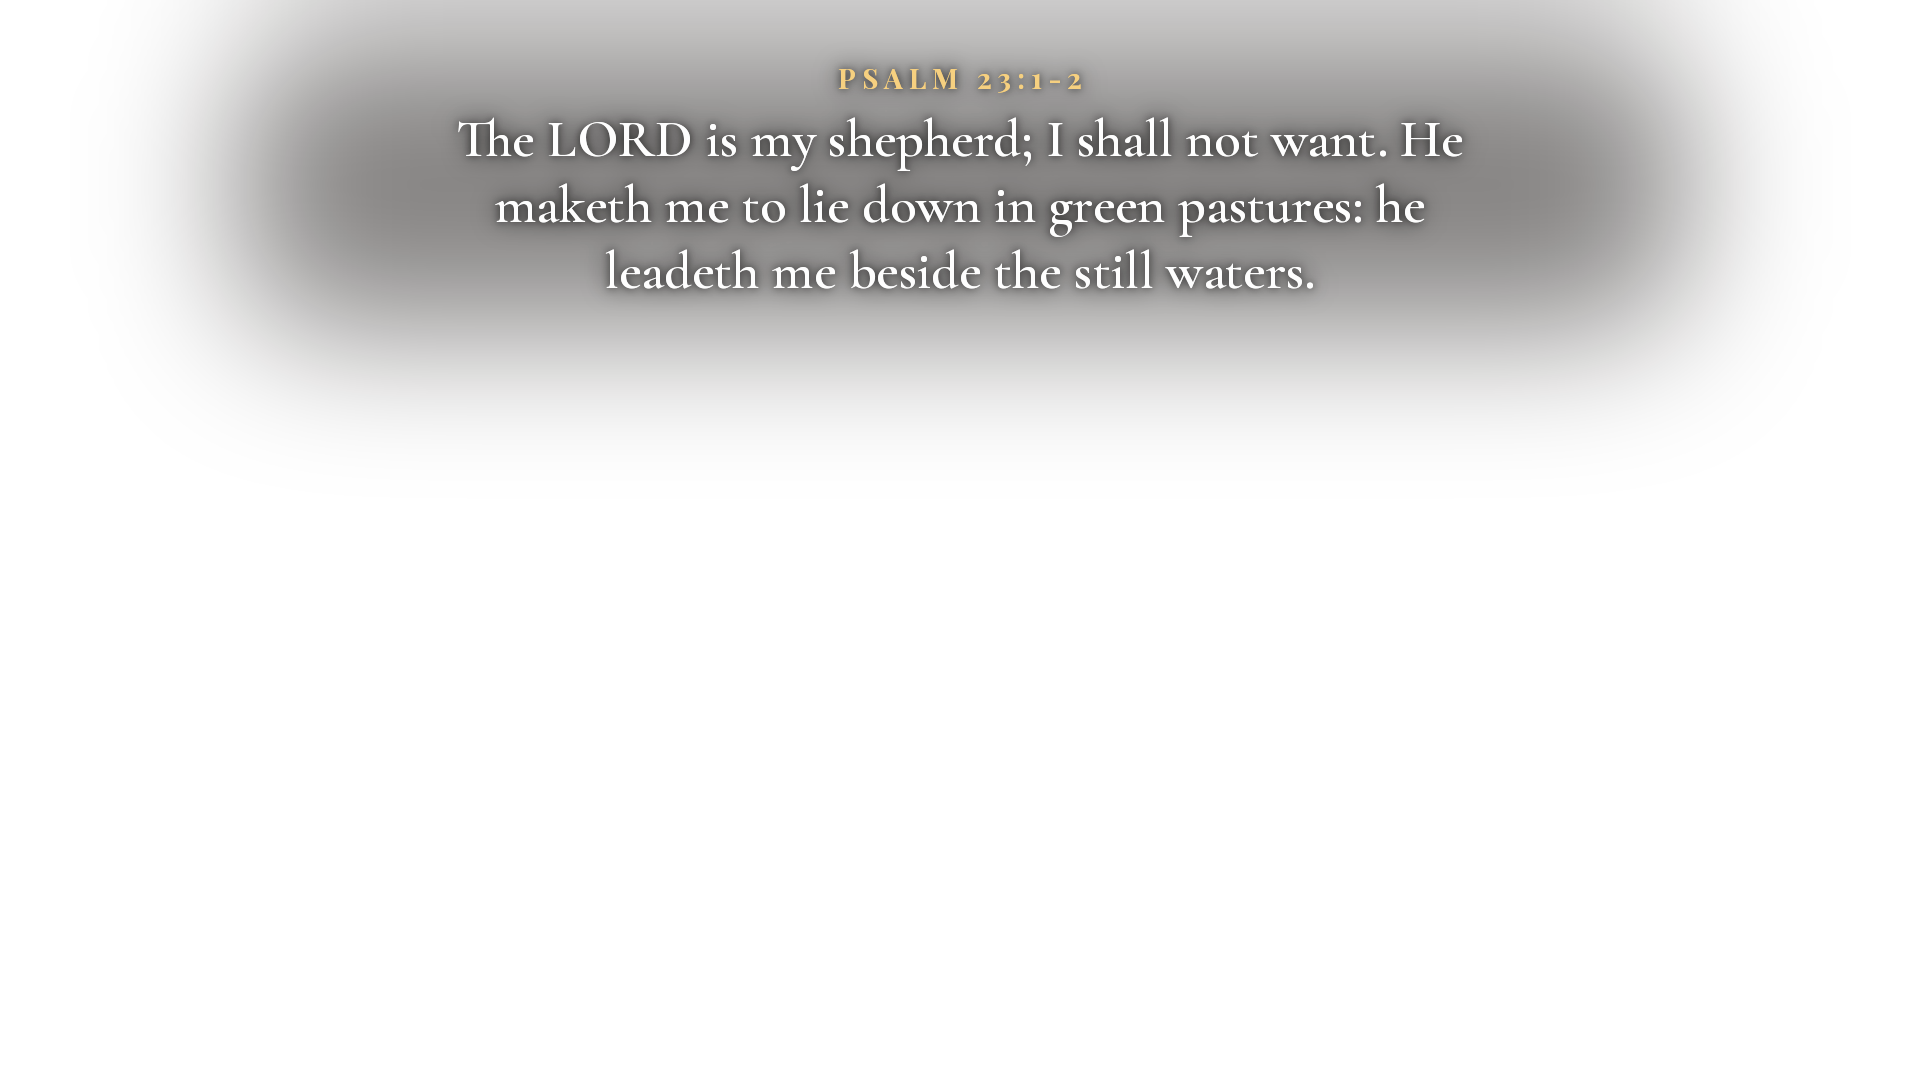 PSALM 23:1-2
The LORD is my shepherd; I shall not want. He
maketh me to lie down in green pastures: he
leadeth me beside the still waters.